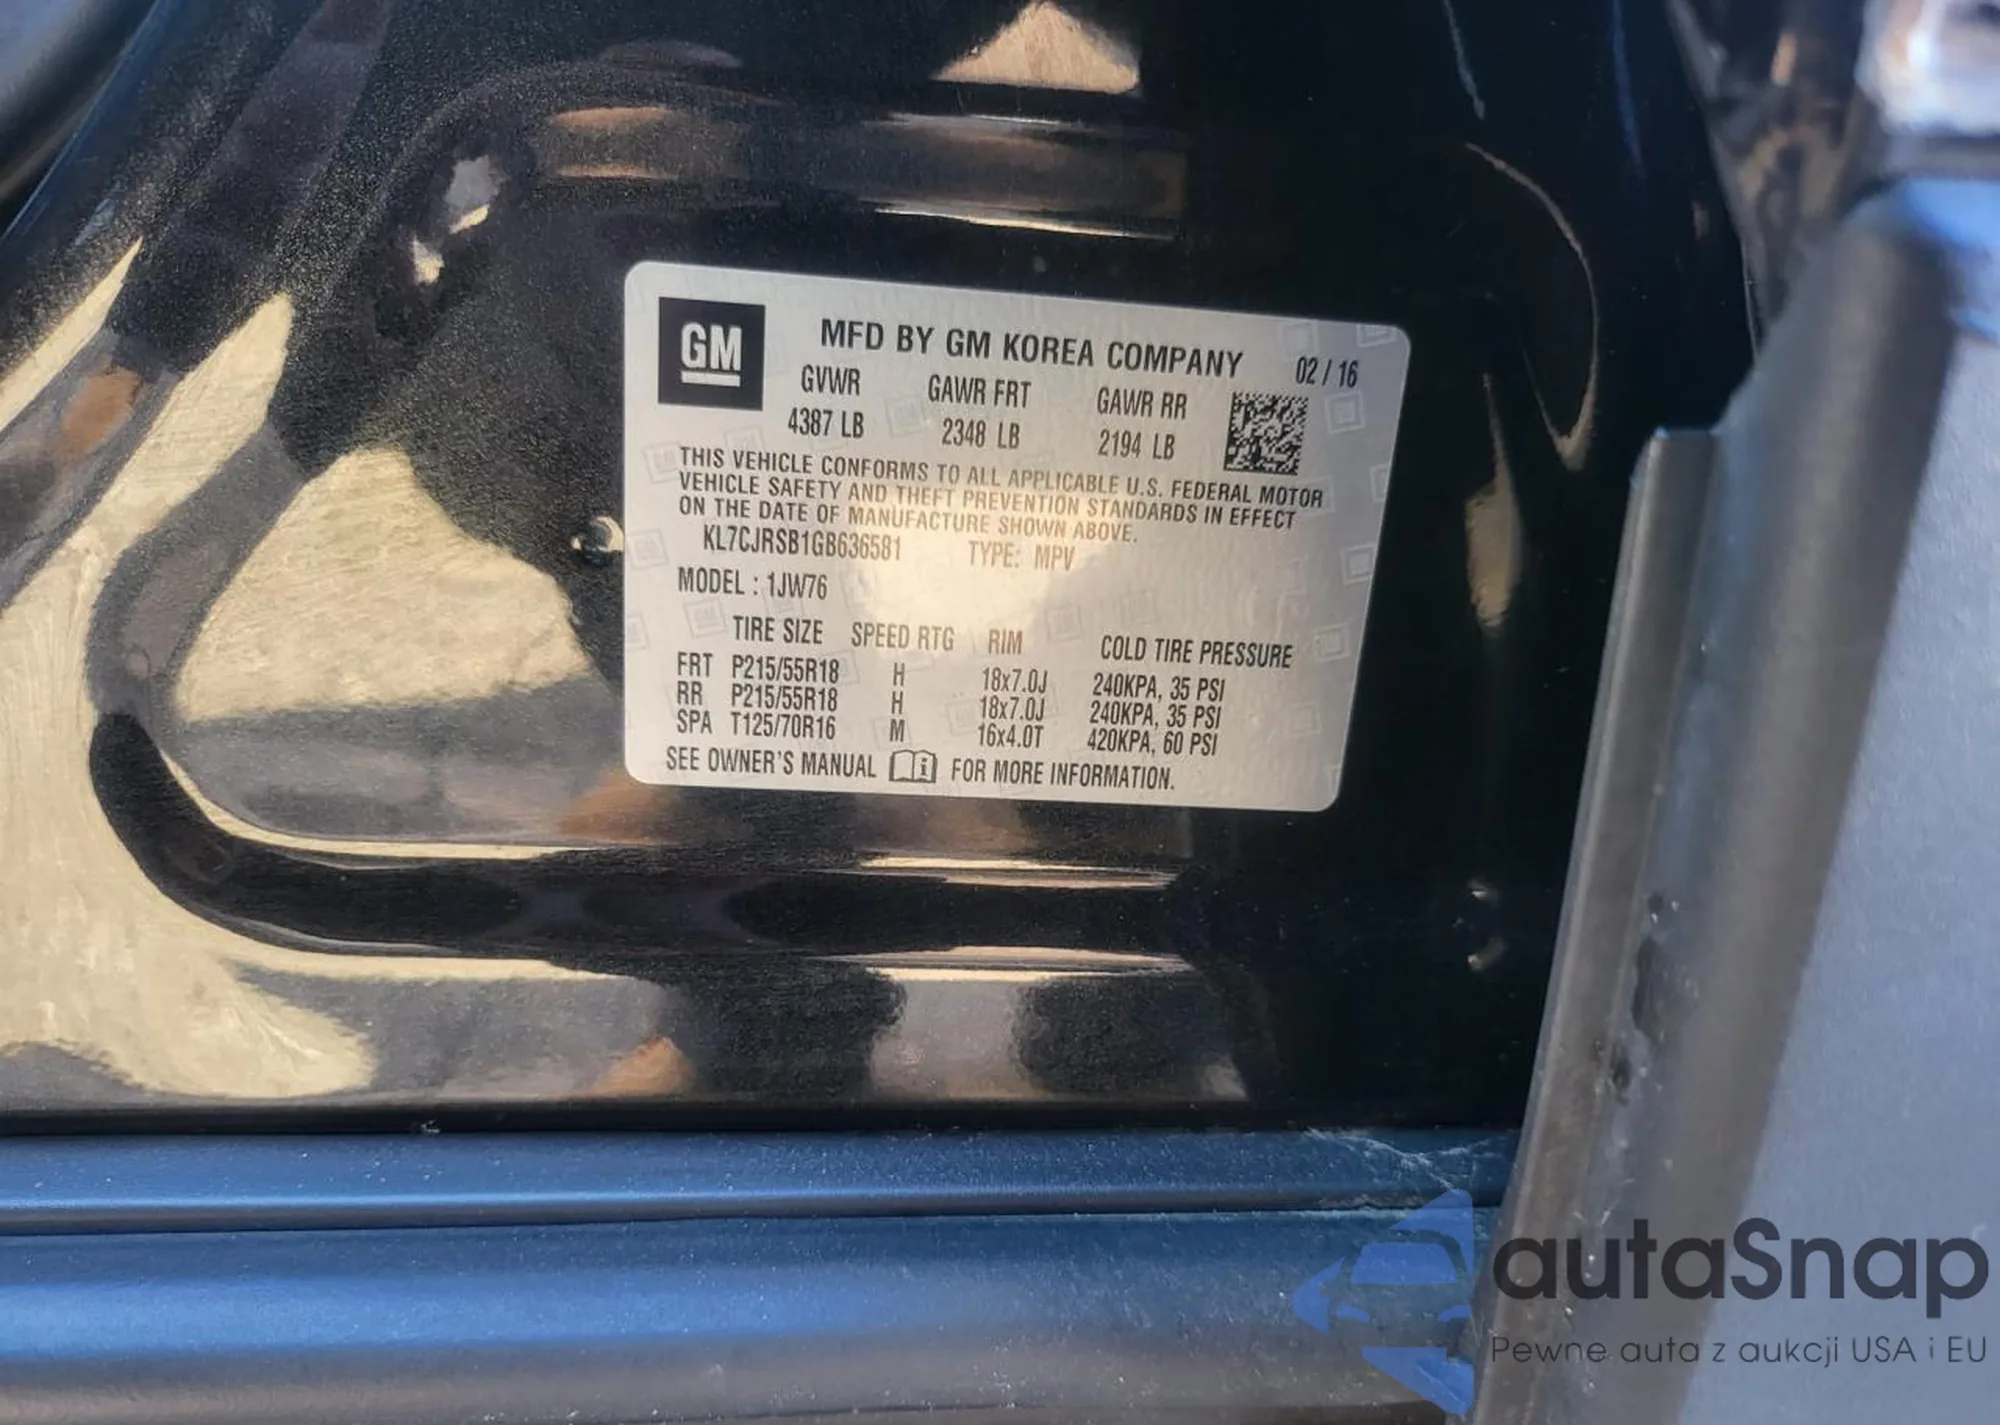 GM
MFD BY GM KOREA COMPANY 02 / 16
GVWR GAWR FRT GAWR RR
4387 LB 2348 LB 2194 LB
THIS VEHICLE CONFORMS TO ALL APPLICABLE U.S. FEDERAL MOTOR
VEHICLE SAFETY AND THEFT PREVENTION STANDARDS IN EFFECT
ON THE DATE OF MANUFACTURE SHOWN ABOVE.
KL7CJRSB1GB636581 TYPE: MPV
MODEL : 1JW76
TIRE SIZE SPEED RTG RIM COLD TIRE PRESSURE
FRT P215/55R18 H 18x7.0J 240KPA, 35 PSI
RR P215/55R18 H 18x7.0J 240KPA, 35 PSI
SPA T125/70R16 M 16x4.0T 420KPA, 60 PSI
SEE OWNER'S MANUAL i FOR MORE INFORMATION.
autaSnap
Pewne auta z aukcji USA i EU